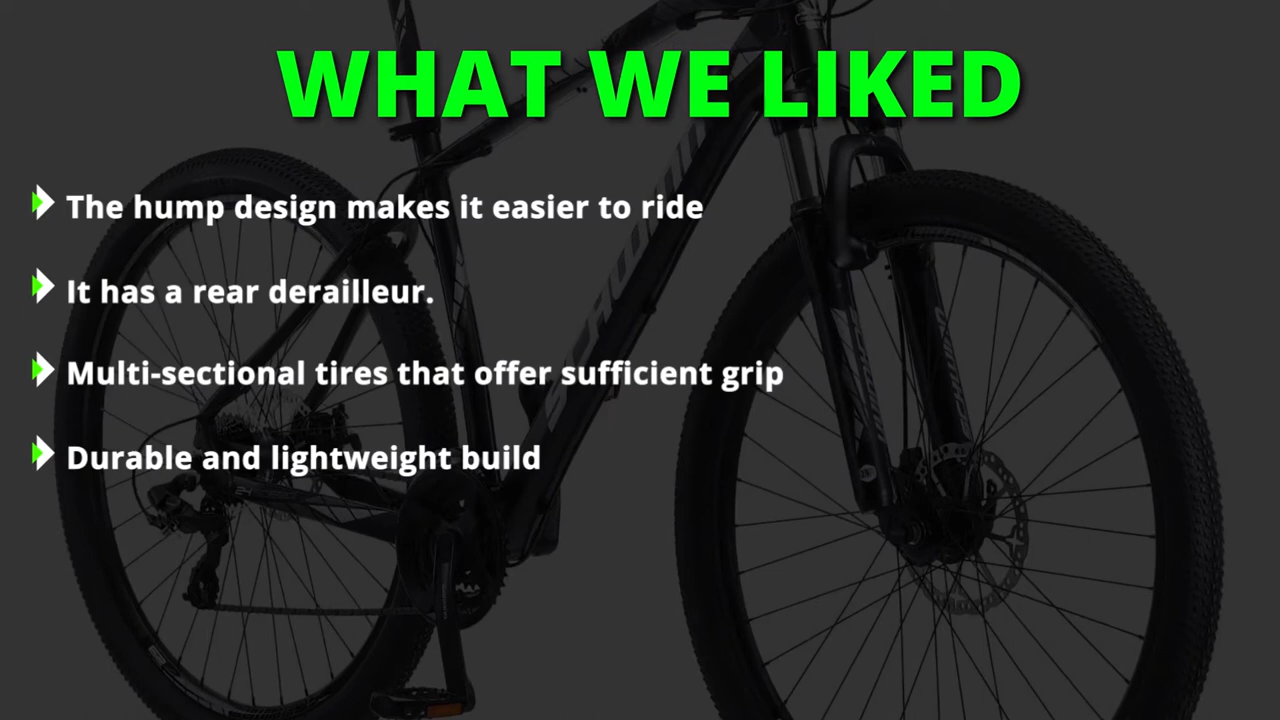 WHAT WE LIKED
The hump design makes it easier to ride
It has a rear derailleur.
Multi-sectional tires that offer sufficient grip
Durable and lightweight build